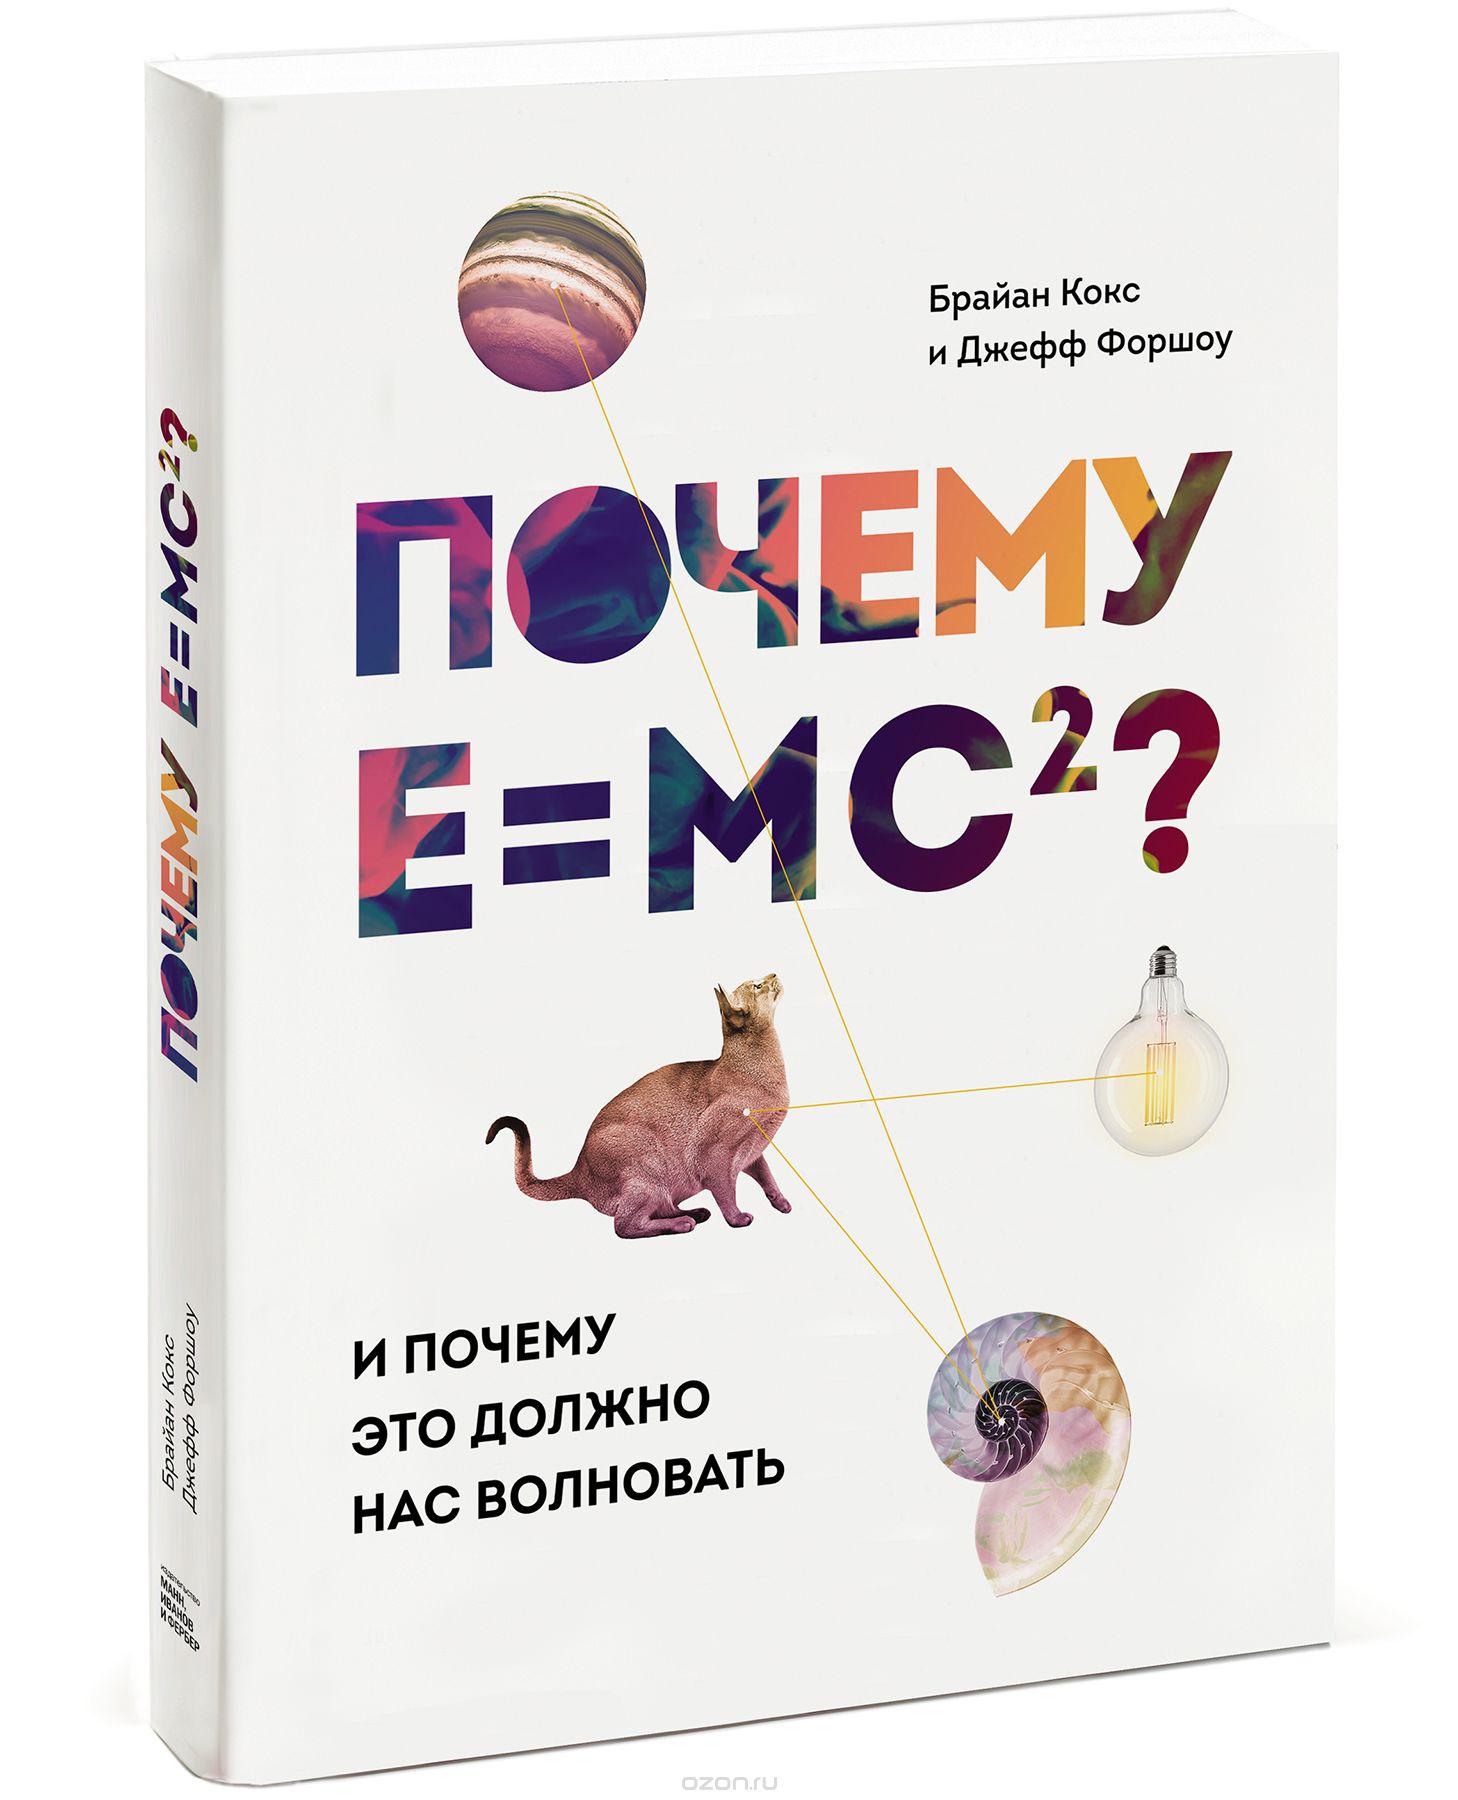 Брайан Кокс
и Джефф Форшоу
ПОЧЕМУ
E=MC²?
И ПОЧЕМУ
ЭТО ДОЛЖНО
НАС ВОЛНОВАТЬ
ПОЧЕМУ E=MC²?
Брайан Кокс
Джефф Форшоу
издательство
МАНН,
ИВАНОВ
И ФЕРБЕР
ozon.ru